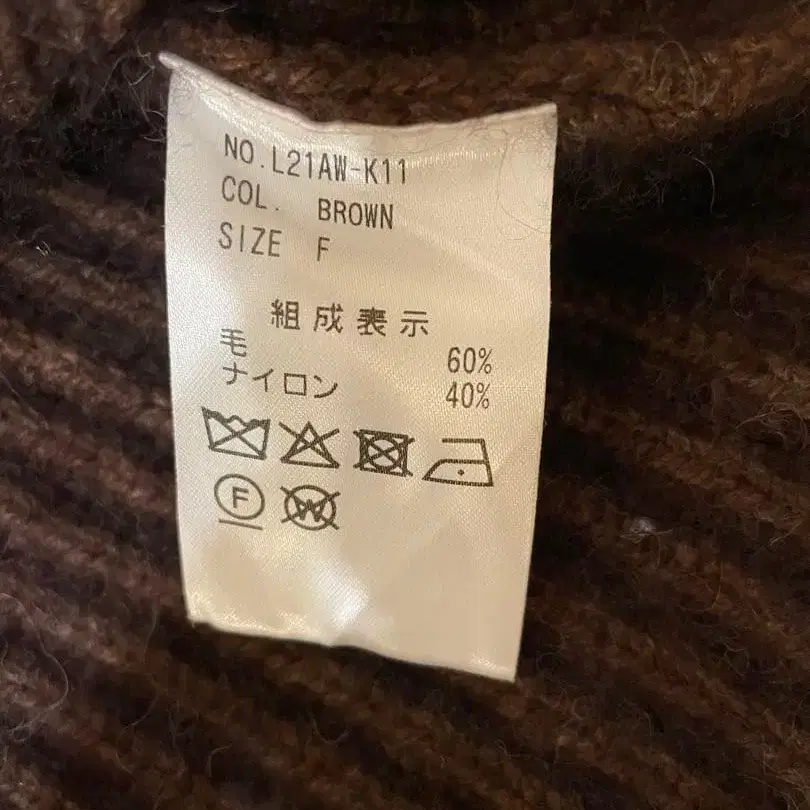 NO.L21AW-K11
COL. BROWN
SIZE F
組成表示
毛 60%
ナイロン 40%
F
W